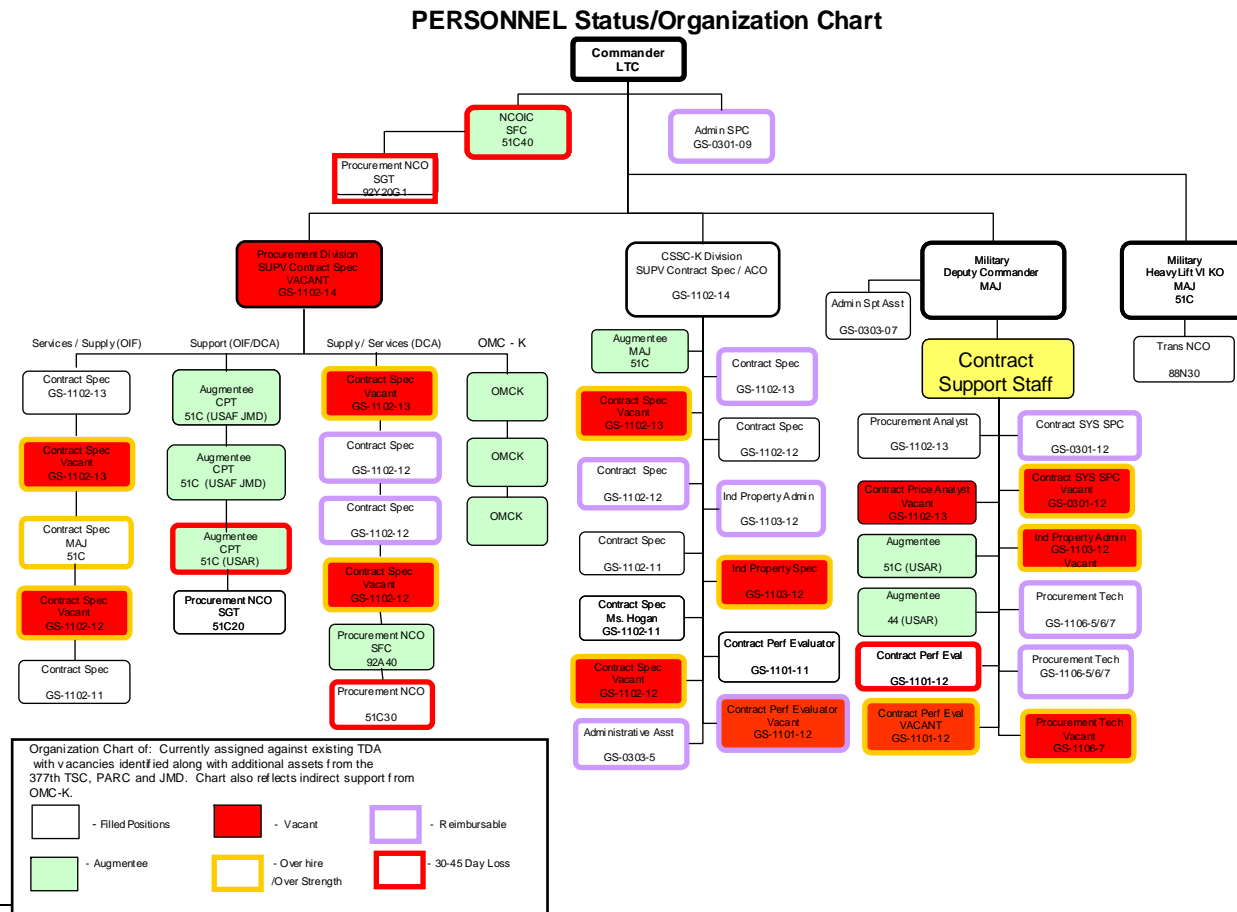 PERSONNEL Status/Organization Chart
Commander
LTC
NCOIC
SFC
51C40
Admin SPC
GS-0301-09
Procurement NCO
SGT
92Y20G1
Procurement Division
SUPV Contract Spec
VACANT
GS-1102-14
CSSC-K Division
SUPV Contract Spec / ACO
GS-1102-14
Military
Deputy Commander
MAJ
Military
Heavy Lift VI KO
MAJ
51C
Admin Spt Asst
GS-0303-07
Trans NCO
88N30
Contract
Support Staff
Services / Supply (OIF)
Contract Spec
GS-1102-13
Contract Spec
Vacant
GS-1102-13
Contract Spec
MAJ
51C
Contract Spec
Vacant
GS-1102-12
Contract Spec
GS-1102-11
Support (OIF/DCA)
Augmentee
CPT
51C (USAF JMD)
Augmentee
CPT
51C (USAF JMD)
Augmentee
CPT
51C (USAR)
Procurement NCO
SGT
51C20
Supply / Services (DCA)
Contract Spec
Vacant
GS-1102-13
Contract Spec
GS-1102-12
Contract Spec
GS-1102-12
Contract Spec
Vacant
GS-1102-12
Procurement NCO
SFC
92A40
Procurement NCO
51C30
OMC - K
OMCK
OMCK
OMCK
Augmentee
MAJ
51C
Contract Spec
GS-1102-13
Contract Spec
Vacant
GS-1102-13
Contract Spec
GS-1102-12
Contract Spec
GS-1102-12
Ind Property Admin
GS-1103-12
Contract Spec
GS-1102-11
Ind Property Spec
GS-1103-12
Contract Spec
Ms. Hogan
GS-1102-11
Contract Perf Evaluator
GS-1101-11
Contract Spec
Vacant
GS-1102-12
Contract Perf Evaluator
Vacant
GS-1101-12
Administrative Asst
GS-0303-5
Procurement Analyst
GS-1102-13
Contract SYS SPC
GS-0301-12
Contract Price Analyst
Vacant
GS-1102-13
Contract SYS SPC
Vacant
GS-0301-12
Augmentee
51C (USAR)
Ind Property Admin
GS-1103-12
Vacant
Augmentee
44 (USAR)
Procurement Tech
GS-1106-5/6/7
Contract Perf Eval
GS-1101-12
Procurement Tech
GS-1106-5/6/7
Contract Perf Eval
VACANT
GS-1101-12
Procurement Tech
Vacant
GS-1106-7
Organization Chart of: Currently assigned against existing TDA
with vacancies identified along with additional assets from the
377th TSC, PARC and JMD. Chart also reflects indirect support from
OMC-K.
- Filled Positions
- Vacant
- Reimbursable
- Augmentee
- Over hire
/Over Strength
- 30-45 Day Loss